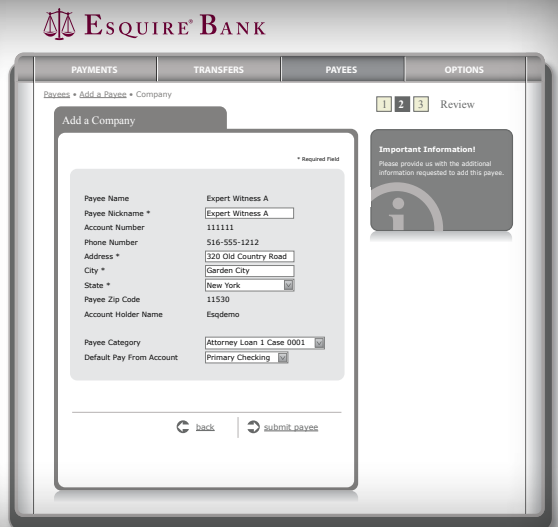 ESQUIRE® BANK
PAYMENTS TRANSFERS PAYEES OPTIONS
Payees • Add a Payee • Company
1 2 3 Review
Add a Company
* Required Field
Payee Name Expert Witness A
Payee Nickname * Expert Witness A
Account Number 111111
Phone Number 516-555-1212
Address * 320 Old Country Road
City * Garden City
State * New York
Payee Zip Code 11530
Account Holder Name Esqdemo
Payee Category Attorney Loan 1 Case 0001
Default Pay From Account Primary Checking
back submit payee
Important Information!
Please provide us with the additional
information requested to add this payee.